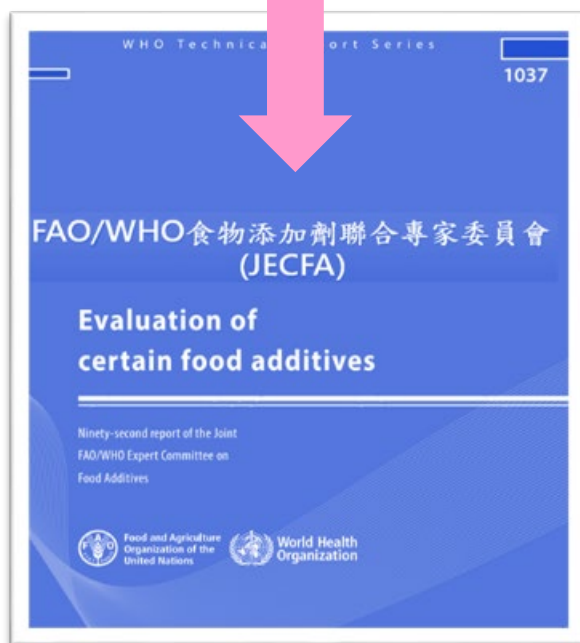 WHO Technica ort Series
1037
FAO/WHO食物添加劑聯合專家委員會
(JECFA)
Evaluation of
certain food additives
Ninety-second report of the Joint
FAO/WHO Expert Committee on
Food Additives
Food and Agriculture
Organization of the
United Nations
World Health
Organization